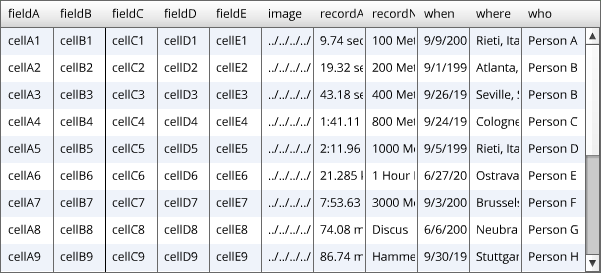 fieldA fieldB fieldC fieldD fieldE image recordA recordN when where who
cellA1 cellB1 cellC1 cellD1 cellE1 ../../../../ 9.74 sec 100 Met 9/9/200 Rieti, Ita Person A
cellA2 cellB2 cellC2 cellD2 cellE2 ../../../../ 19.32 se 200 Met 9/1/199 Atlanta, Person B
cellA3 cellB3 cellC3 cellD3 cellE3 ../../../../ 43.18 se 400 Met 9/26/19 Seville, Person B
cellA4 cellB4 cellC4 cellD4 cellE4 ../../../../ 1:41.11 800 Met 9/24/19 Cologne Person C
cellA5 cellB5 cellC5 cellD5 cellE5 ../../../../ 2:11.96 1000 M 9/5/199 Rieti, Ita Person D
cellA6 cellB6 cellC6 cellD6 cellE6 ../../../../ 21.285 k 1 Hour 6/27/20 Ostrava Person E
cellA7 cellB7 cellC7 cellD7 cellE7 ../../../../ 7:53.63 3000 M 9/3/200 Brussels Person F
cellA8 cellB8 cellC8 cellD8 cellE8 ../../../../ 74.08 m Discus 6/6/200 Neubra Person G
cellA9 cellB9 cellC9 cellD9 cellE9 ../../../../ 86.74 m Hamme 9/30/19 Stuttgar Person H